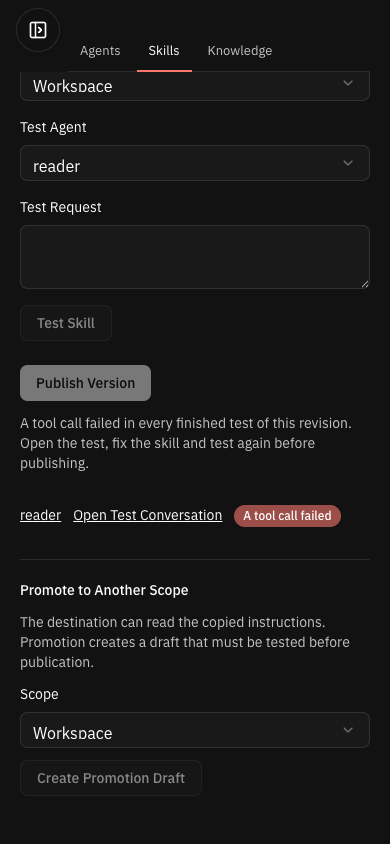 Agents Skills Knowledge
Workspace
Test Agent
reader
Test Request
Test Skill
Publish Version
A tool call failed in every finished test of this revision.
Open the test, fix the skill and test again before
publishing.
reader Open Test Conversation A tool call failed
Promote to Another Scope
The destination can read the copied instructions.
Promotion creates a draft that must be tested before
publication.
Scope
Workspace
Create Promotion Draft